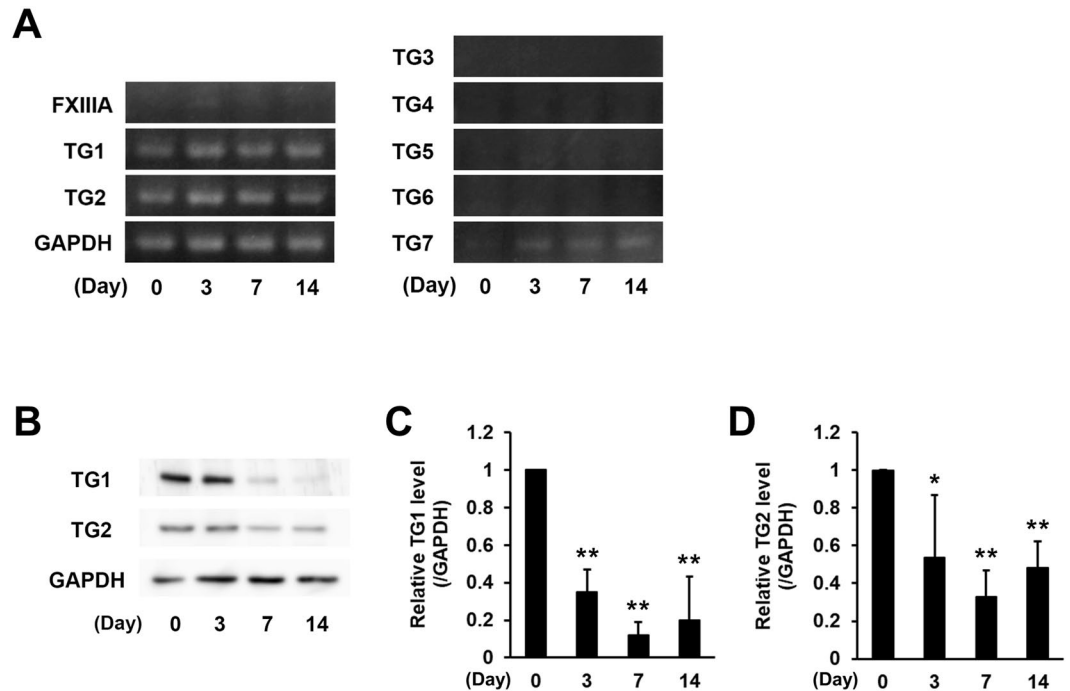 A
FXIIIA
TG1
TG2
GAPDH
(Day) 0 3 7 14
TG3
TG4
TG5
TG6
TG7
(Day) 0 3 7 14
B
TG1
TG2
GAPDH
(Day) 0 3 7 14
C
Relative TG1 level
(/GAPDH)
1.2
1
0.8
0.6
0.4
0.2
0
**
**
**
(Day) 0 3 7 14
D
Relative TG2 level
(/GAPDH)
1.2
1
0.8
0.6
0.4
0.2
0
*
**
**
(Day) 0 3 7 14